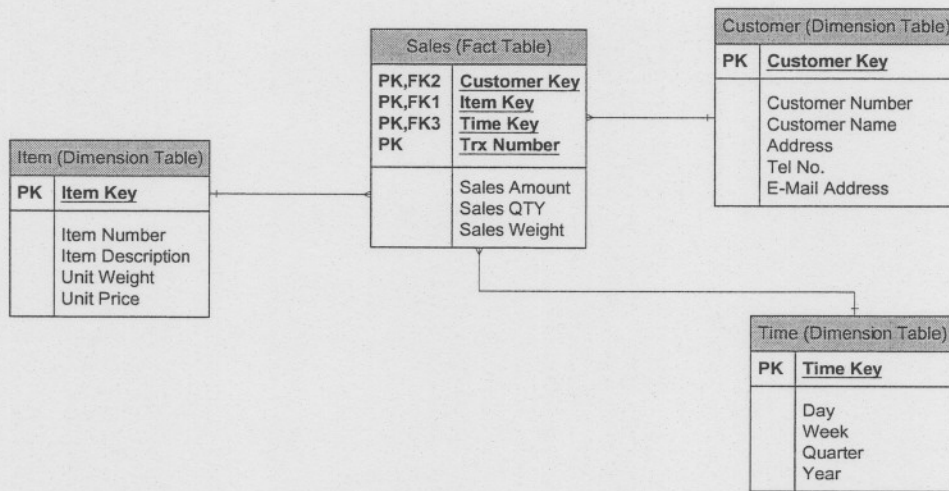 Sales (Fact Table)
PK,FK2 Customer Key
PK,FK1 Item Key
PK,FK3 Time Key
PK Trx Number
Sales Amount
Sales QTY
Sales Weight
Customer (Dimension Table)
PK Customer Key
Customer Number
Customer Name
Address
Tel No.
E-Mail Address
Item (Dimension Table)
PK Item Key
Item Number
Item Description
Unit Weight
Unit Price
Time (Dimension Table)
PK Time Key
Day
Week
Quarter
Year